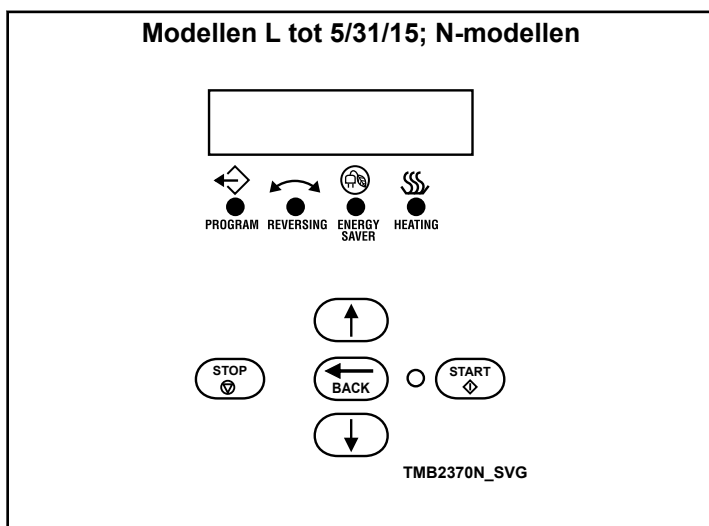 Modellen L tot 5/31/15; N-modellen
PROGRAM REVERSING ENERGY SAVER HEATING
STOP
BACK
START
TMB2370N_SVG